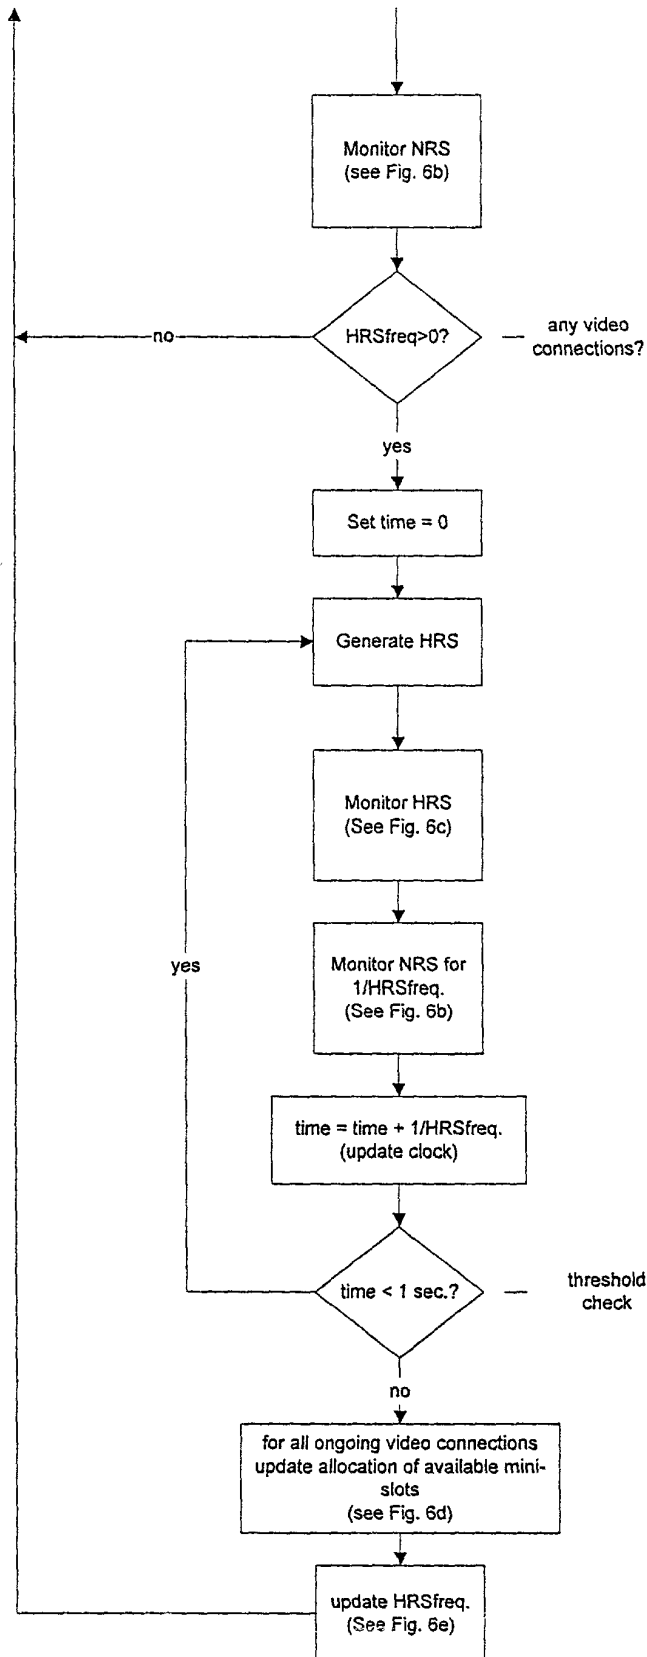 Monitor NRS
(see Fig. 6b)
no
HRSfreq>0?
any video
connections?
yes
Set time = 0
Generate HRS
Monitor HRS
(See Fig. 6c)
yes
Monitor NRS for
1/HRSfreq.
(See Fig. 6b)
time = time + 1/HRSfreq.
(update clock)
time < 1 sec.?
threshold
check
no
for all ongoing video connections
update allocation of available mini-
slots
(see Fig. 6d)
update HRSfreq.
(See Fig. 6e)